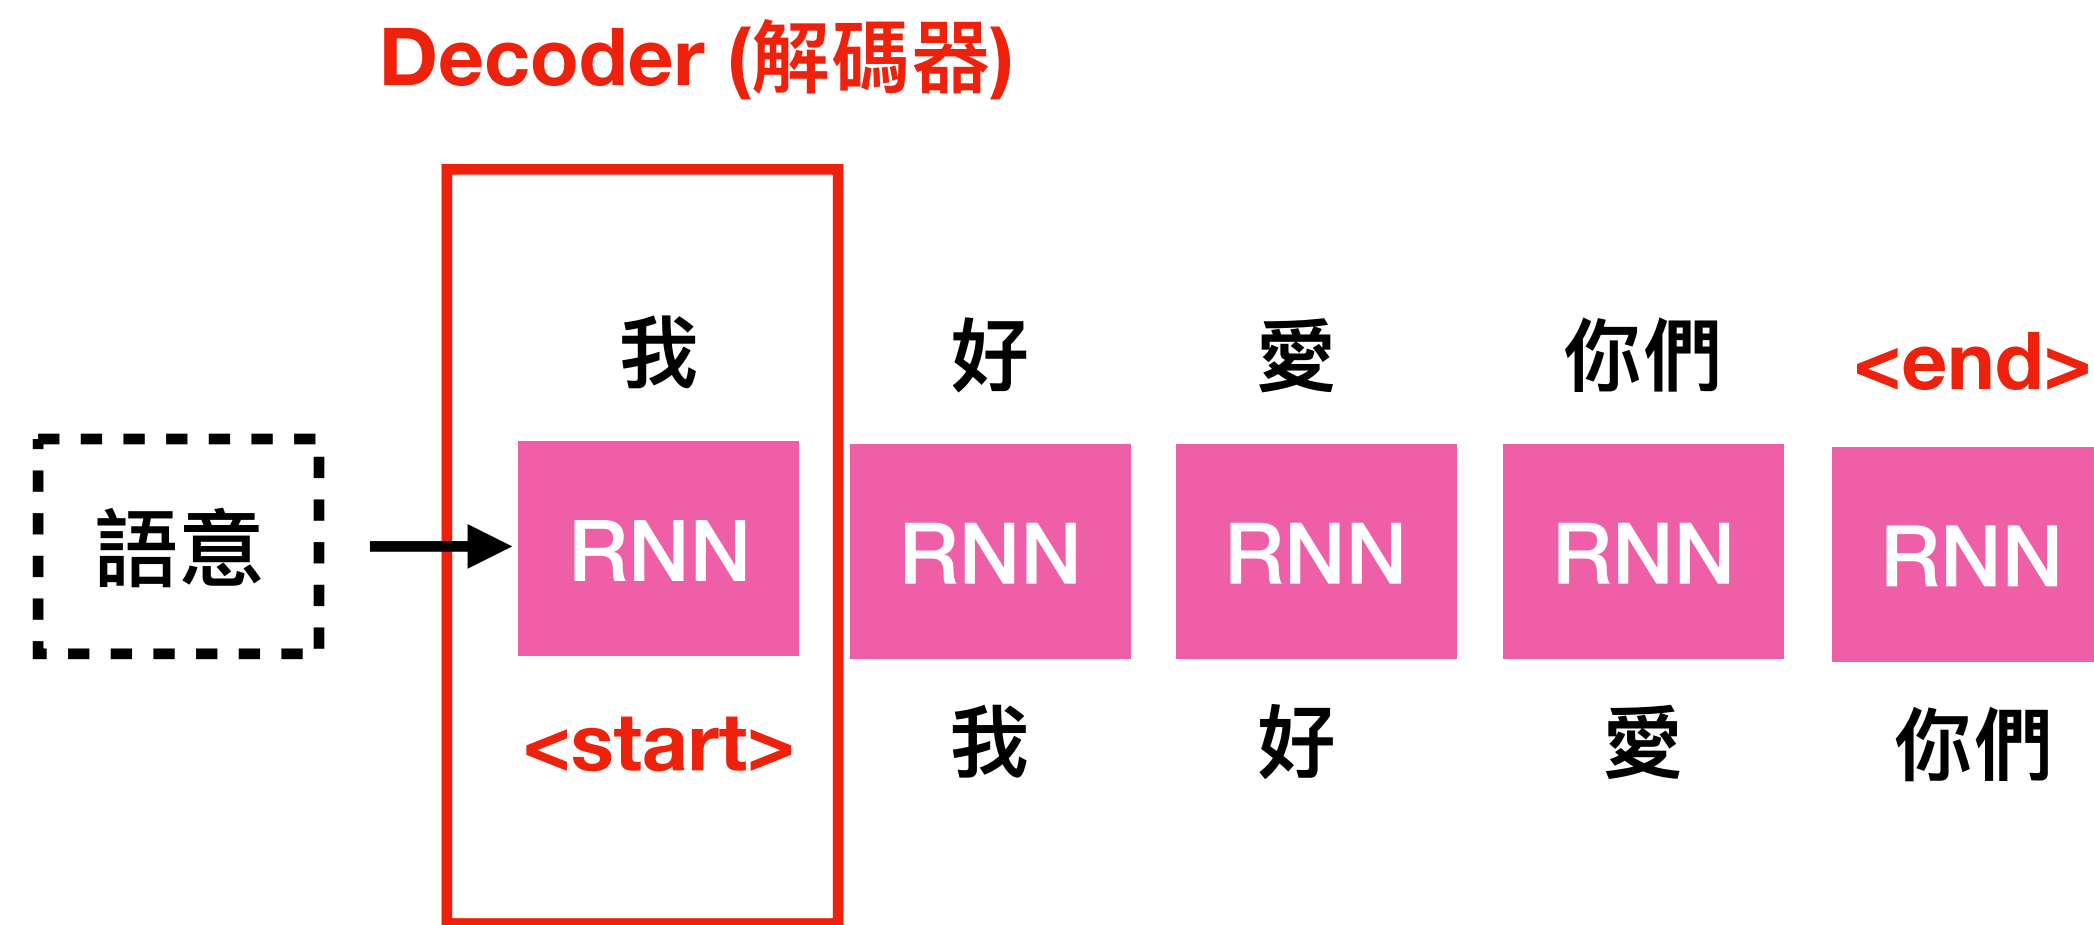 Decoder (解碼器)
我 好 愛 你們 <end>
語意 RNN RNN RNN RNN RNN
<start> 我 好 愛 你們